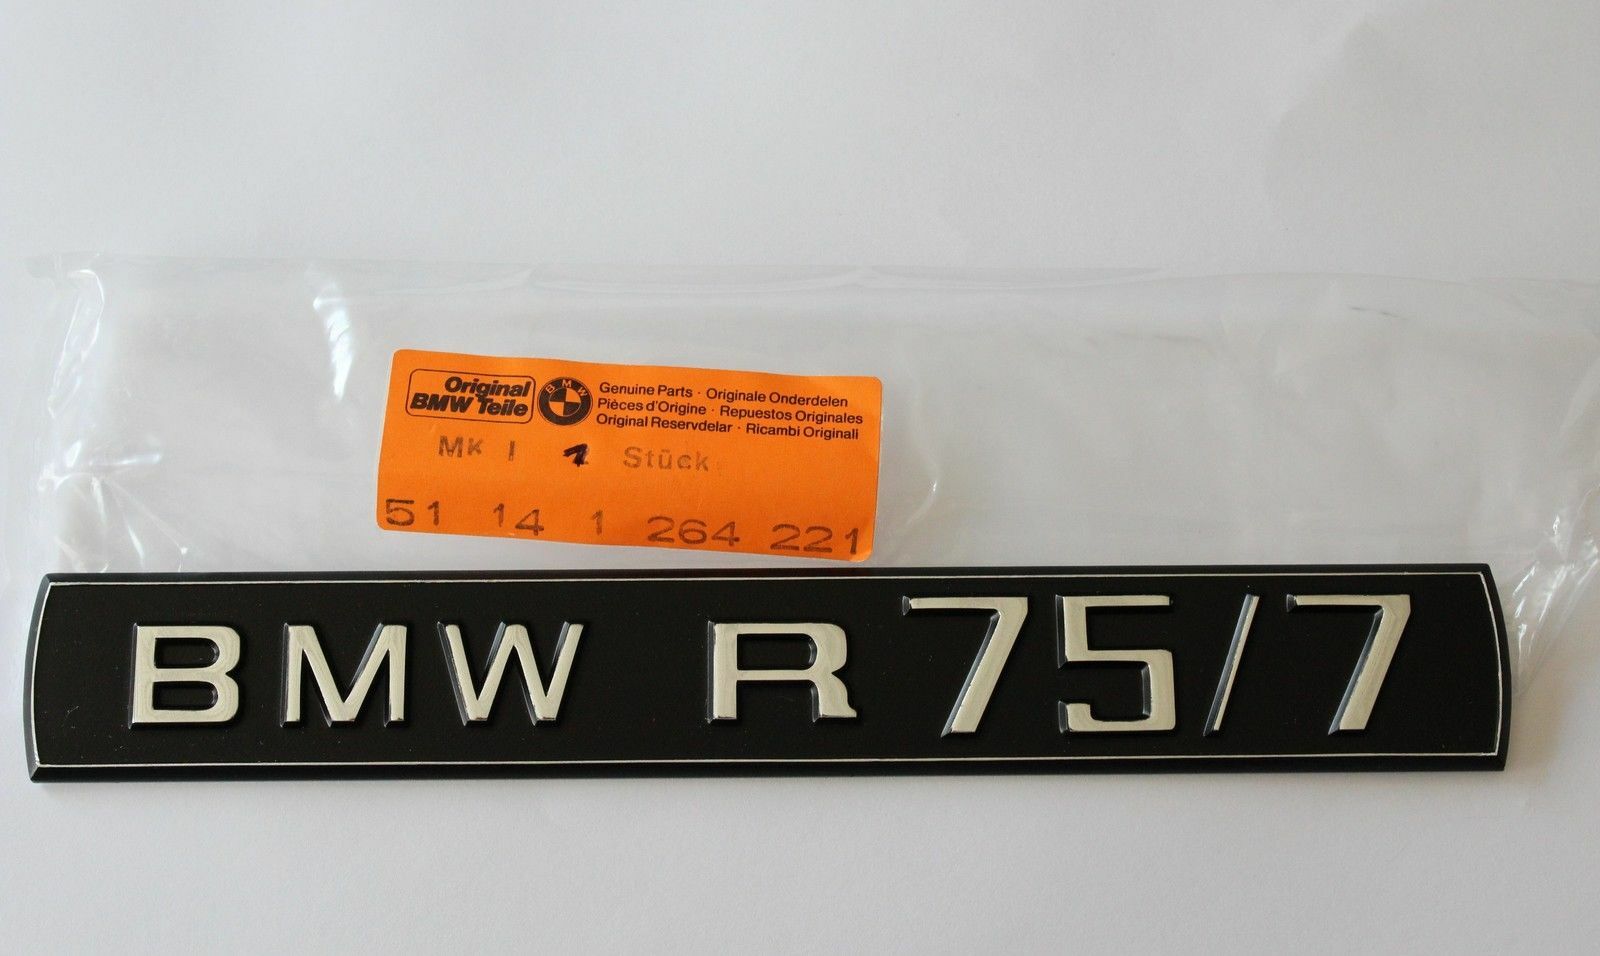 Original
BMW Teile
BMW
Genuine Parts · Originale Onderdelen
Pièces d'Origine · Repuestos Originales
Original Reservdelar · Ricambi Originali
MK I 1 Stück
51 14 1 264 221
BMW R 75/7